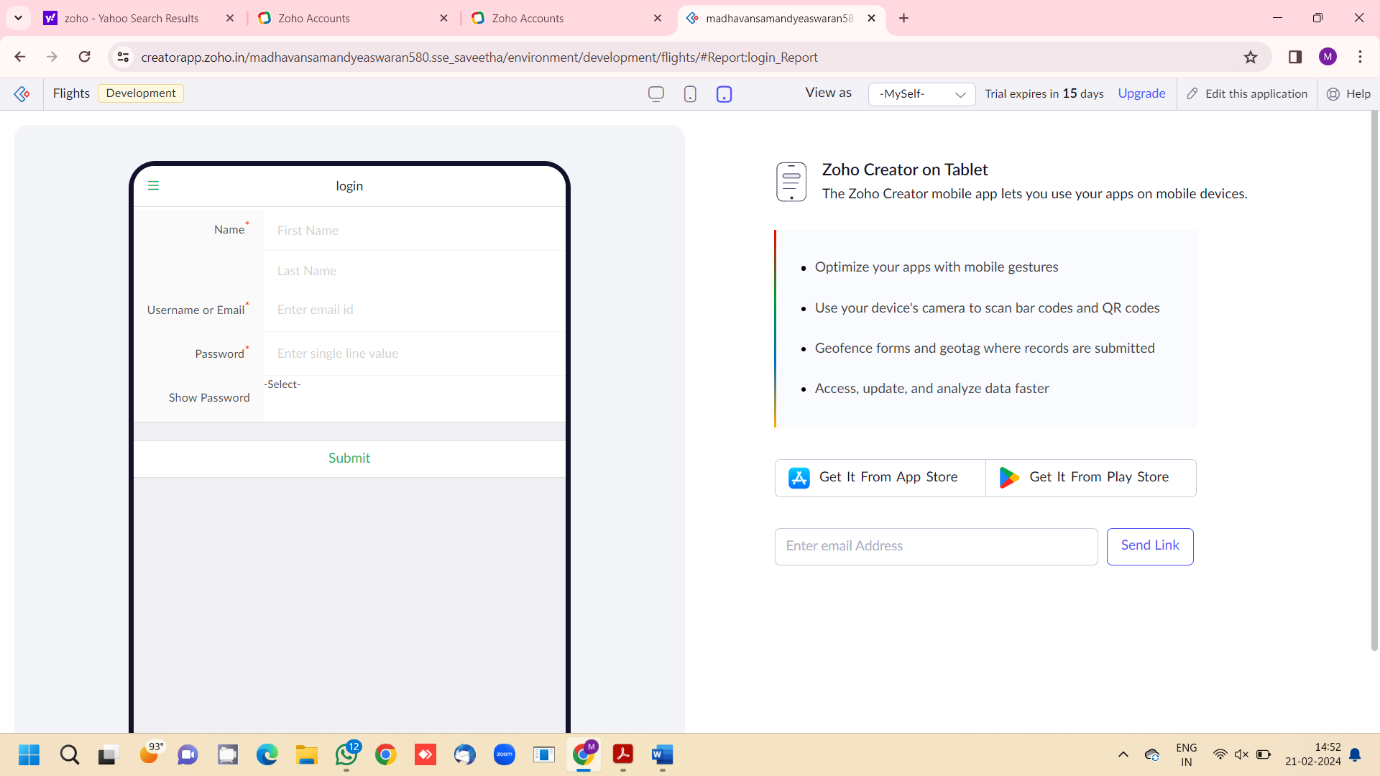 zoho - Yahoo Search Results
Zoho Accounts
Zoho Accounts
madhavansamandyeaswaran58
creatorapp.zoho.in/madhavansamandyeaswaran580.sse_saveetha/environment/development/flights/#Report:login_Report
M
Flights
Development
View as
-MySelf-
Trial expires in 15 days
Upgrade
Edit this application
Help
login
Name*
First Name
Last Name
Username or Email*
Enter email id
Password*
Enter single line value
Show Password
-Select-
Submit
Zoho Creator on Tablet
The Zoho Creator mobile app lets you use your apps on mobile devices.
• Optimize your apps with mobile gestures
• Use your device's camera to scan bar codes and QR codes
• Geofence forms and geotag where records are submitted
• Access, update, and analyze data faster
Get It From App Store
Get It From Play Store
Enter email Address
Send Link
93°
12
zoom
M
ENG
IN
14:52
21-02-2024